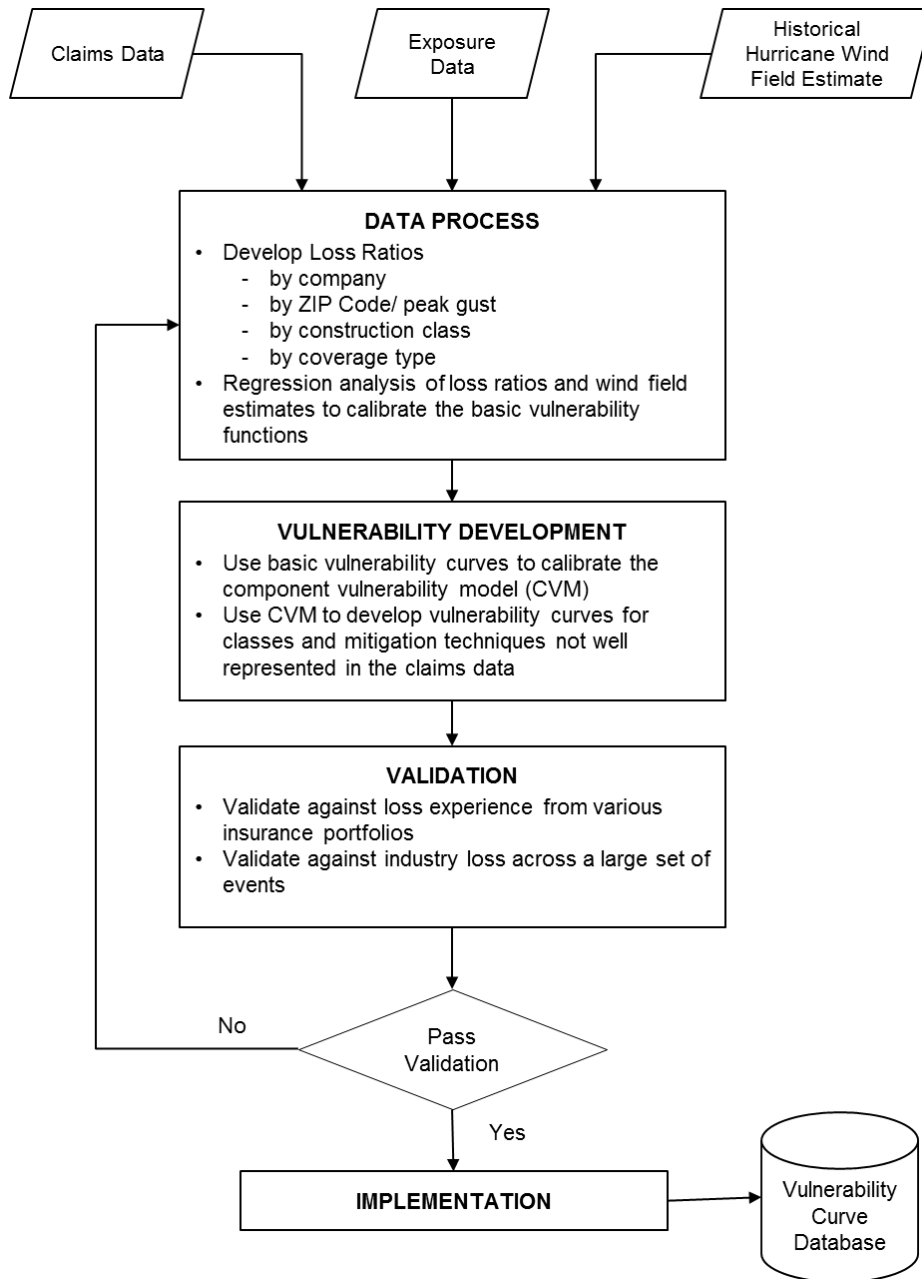 Claims Data
Exposure
Data
Historical
Hurricane Wind
Field Estimate
DATA PROCESS
• Develop Loss Ratios
- by company
- by ZIP Code/ peak gust
- by construction class
- by coverage type
• Regression analysis of loss ratios and wind field
estimates to calibrate the basic vulnerability
functions
VULNERABILITY DEVELOPMENT
• Use basic vulnerability curves to calibrate the
component vulnerability model (CVM)
• Use CVM to develop vulnerability curves for
classes and mitigation techniques not well
represented in the claims data
VALIDATION
• Validate against loss experience from various
insurance portfolios
• Validate against industry loss across a large set of
events
No
Pass
Validation
Yes
IMPLEMENTATION
Vulnerability
Curve
Database